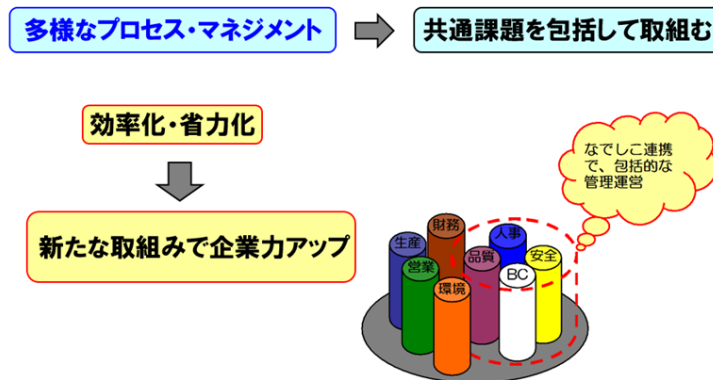 多様なプロセス・マネジメント
共通課題を包括して取組む
効率化・省力化
新たな取組みで企業力アップ
なでしこ連携
で、包括的な
管理運営
財務
人事
生産
品質
安全
営業
BC
環境